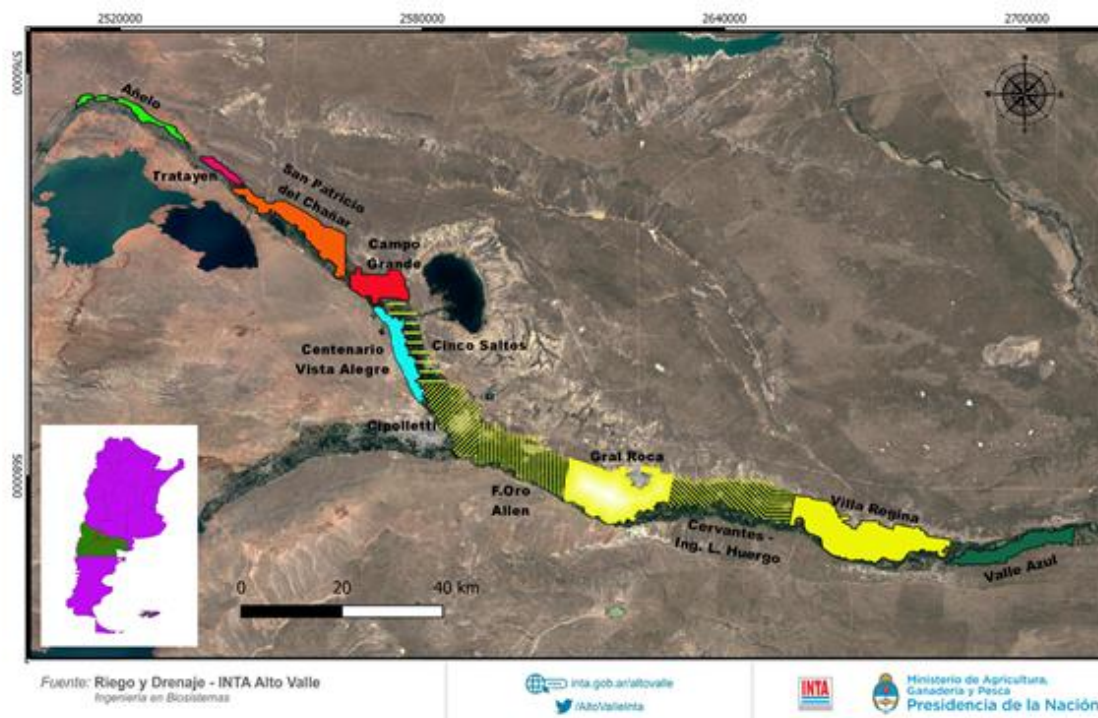 2520000
2580000
2640000
2700000
5760000
Añelo
Tratayen
San Patricio
del Chañar
Campo
Grande
Cinco Saltos
Centenario
Vista Alegre
Cipolletti
5690000
Gral Roca
F.Oro
Allen
Villa Regina
Cervantes -
Ing. L. Huergo
Valle Azul
0 20 40 km
Fuente: Riego y Drenaje - INTA Alto Valle
Ingeniería en Biosistemas
inta.gob.ar/altovalle
/AltoValleInta
INTA
Ministerio de Agricultura,
Ganadería y Pesca
Presidencia de la Nación